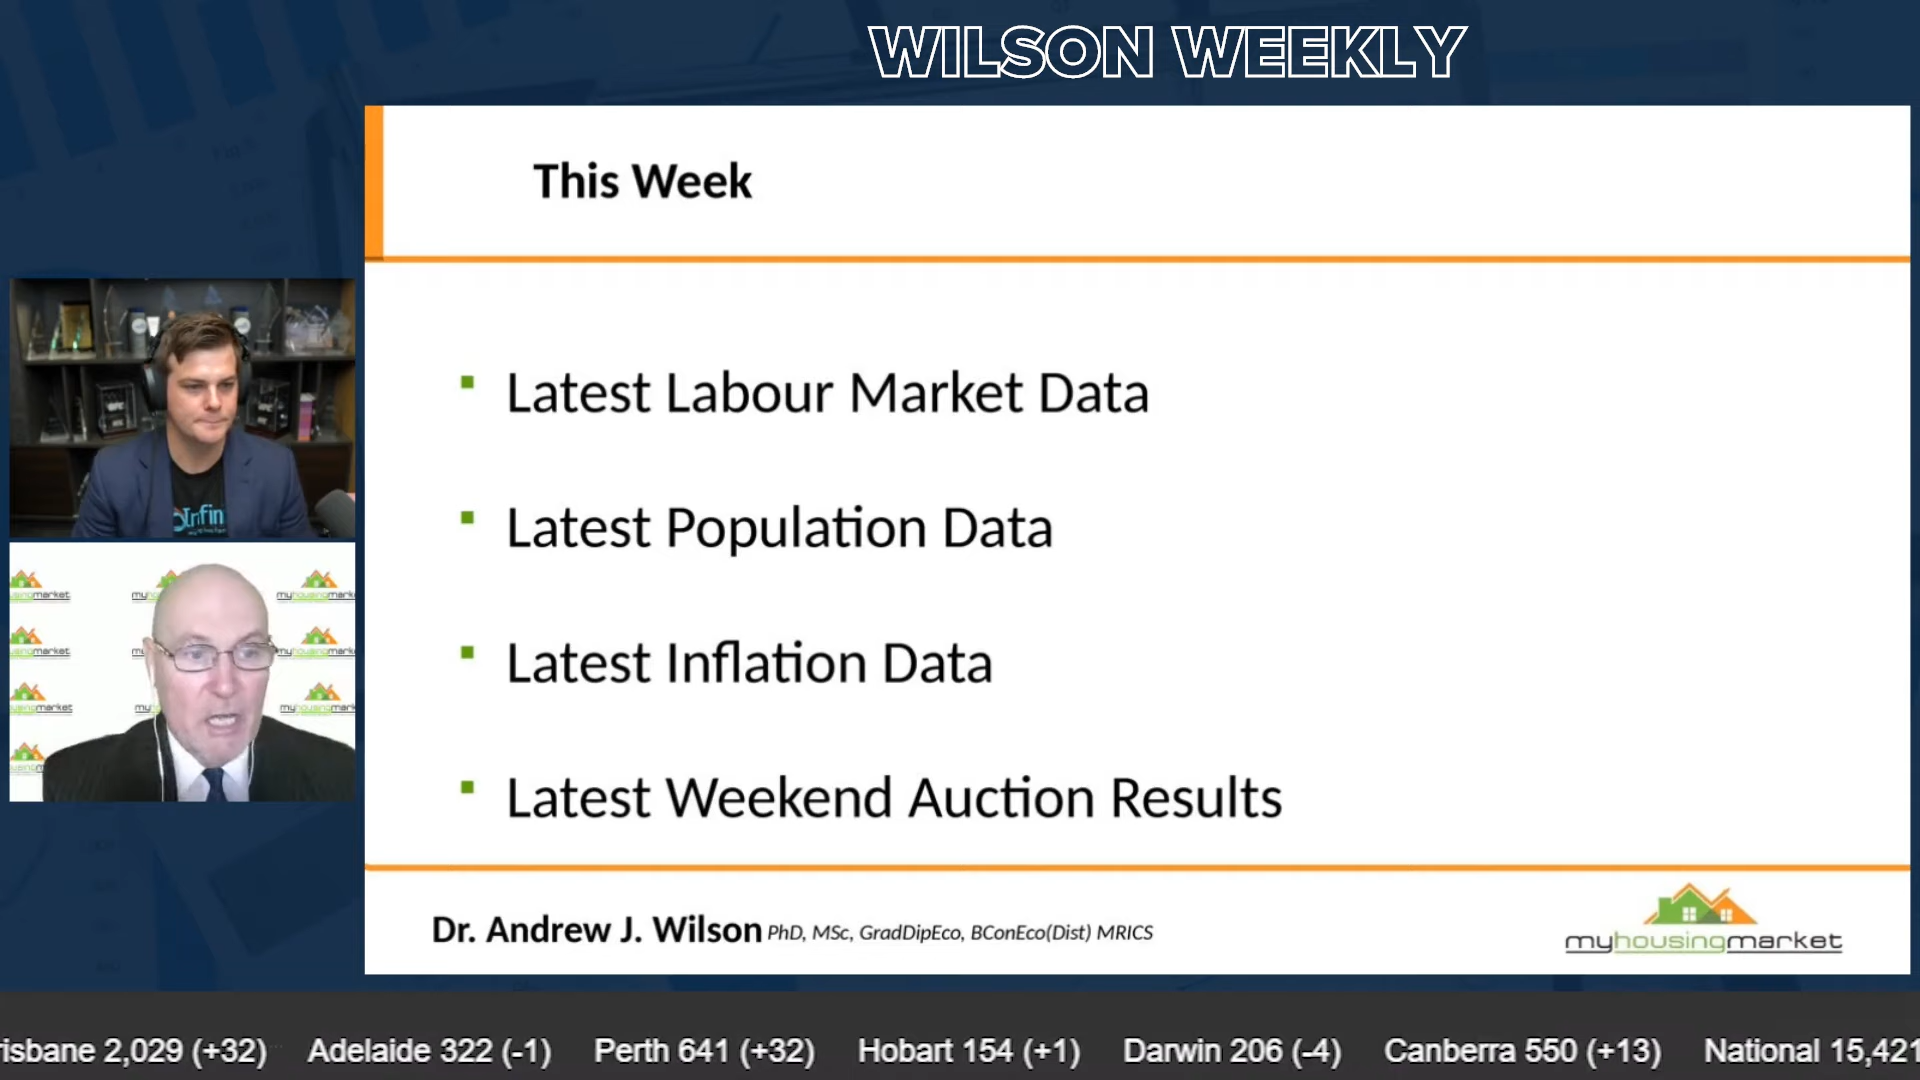 WILSON WEEKLY
This Week
Latest Labour Market Data
Latest Population Data
Latest Inflation Data
Latest Weekend Auction Results
Dr. Andrew J. Wilson PhD, MSc, GradDipEco, BConEco(Dist) MRICS
myhousingmarket
risbane 2,029 (+32) Adelaide 322 (-1) Perth 641 (+32) Hobart 154 (+1) Darwin 206 (-4) Canberra 550 (+13) National 15,421